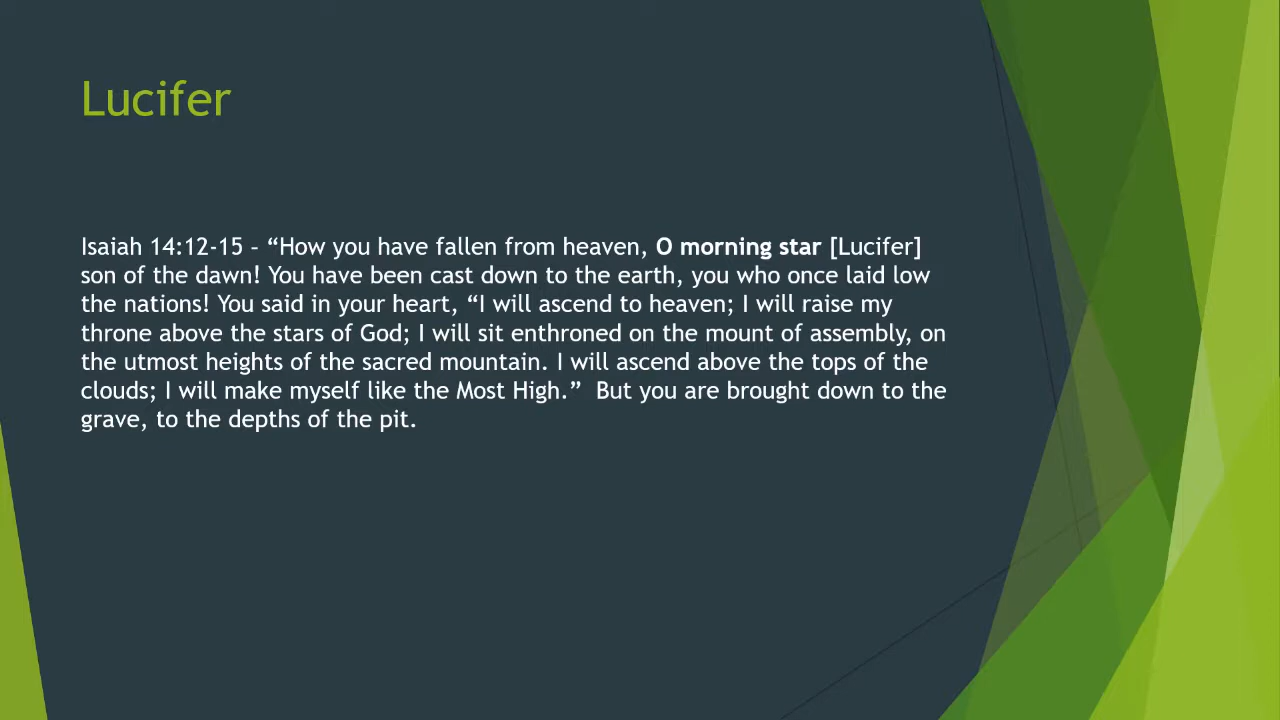 Lucifer
Isaiah 14:12-15 – “How you have fallen from heaven, O morning star [Lucifer]
son of the dawn! You have been cast down to the earth, you who once laid low
the nations! You said in your heart, “I will ascend to heaven; I will raise my
throne above the stars of God; I will sit enthroned on the mount of assembly, on
the utmost heights of the sacred mountain. I will ascend above the tops of the
clouds; I will make myself like the Most High.”  But you are brought down to the
grave, to the depths of the pit.